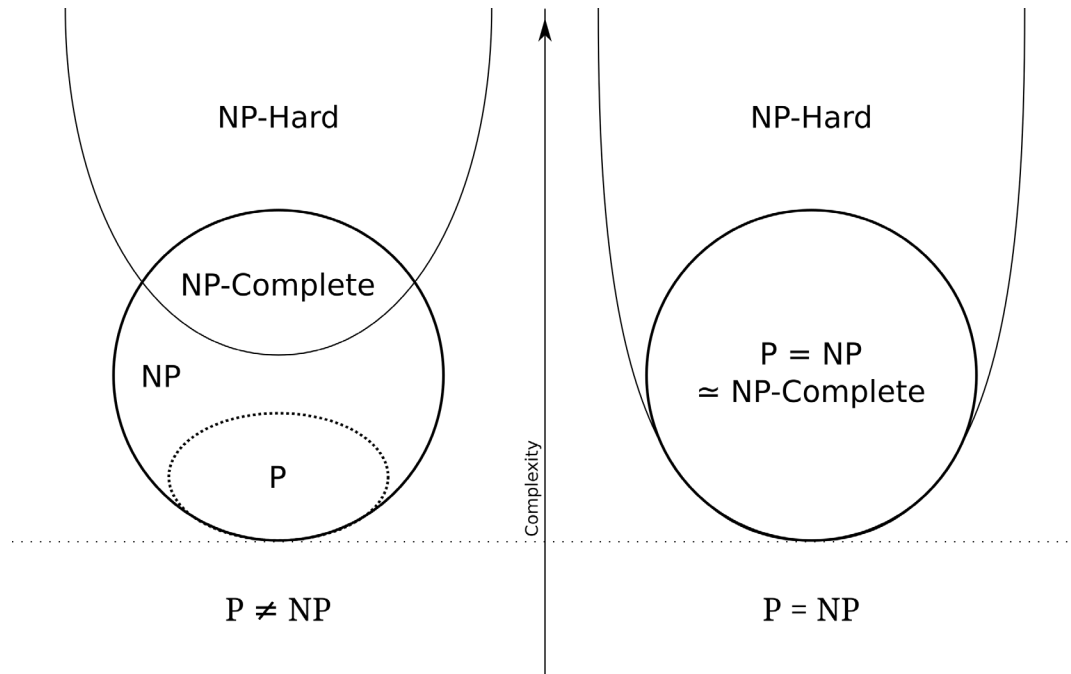 NP-Hard
NP-Complete
NP
P
P ≠ NP
Complexity
NP-Hard
P = NP
≃ NP-Complete
P = NP